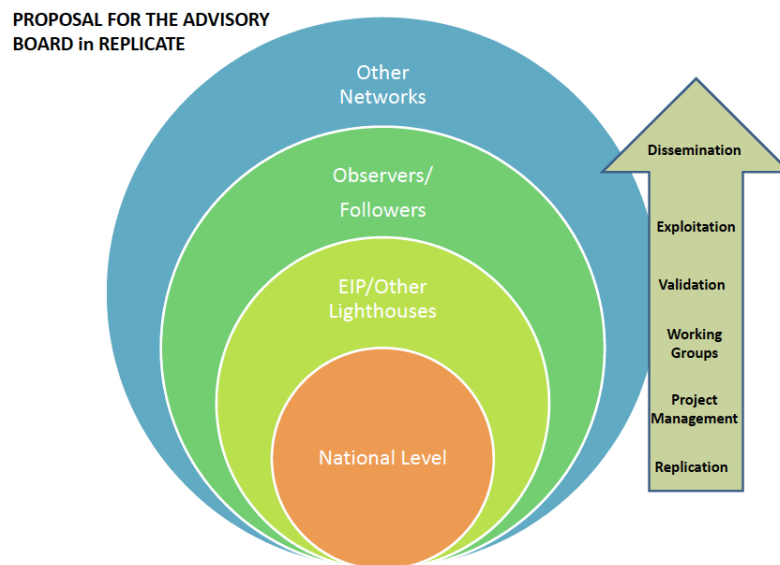 PROPOSAL FOR THE ADVISORY
BOARD in REPLICATE
Other
Networks
Observers/
Followers
EIP/Other
Lighthouses
National Level
Dissemination
Exploitation
Validation
Working
Groups
Project
Management
Replication